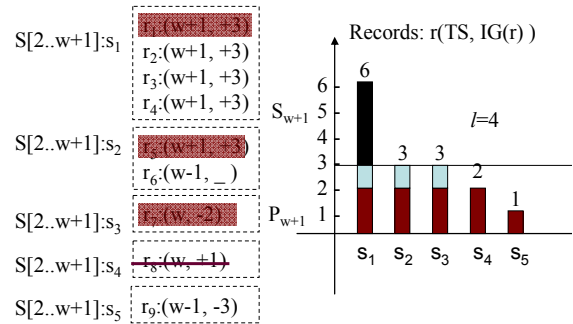 S[2..w+1]:s1
r1:(w+1, +3)
r2:(w+1, +3)
r3:(w+1, +3)
r4:(w+1, +3)
S[2..w+1]:s2
r5:(w+1, +3)
r6:(w-1, _ )
S[2..w+1]:s3
r7:(w, -2)
S[2..w+1]:s4
r8:(w, +1)
S[2..w+1]:s5
r9:(w-1, -3)
Records: r(TS, IG(r) )
Sw+1
Pw+1
6
5
4
3
2
1
6
3
3
2
1
l=4
s1 s2 s3 s4 s5